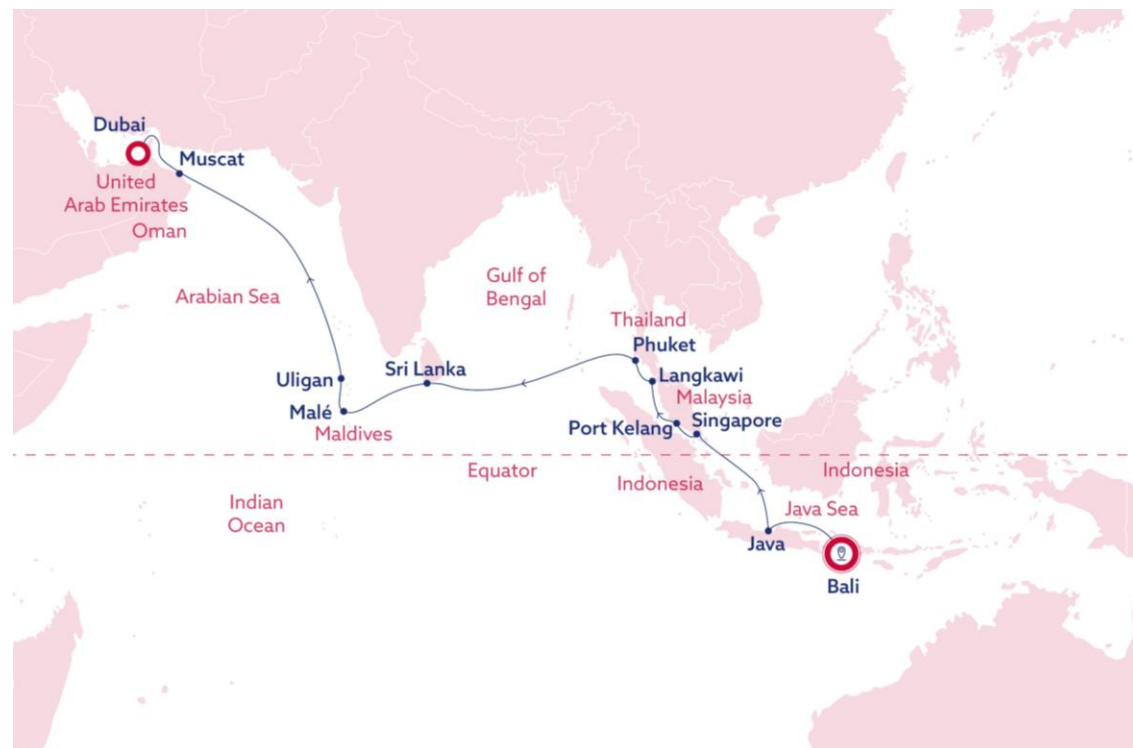 Dubai
Muscat
United
Arab Emirates
Oman
Arabian Sea
Gulf of
Bengal
Thailand
Phuket
Sri Lanka
Langkawi
Uligan
Malaysia
Malé
Singapore
Port Kelang
Maldives
Equator
Indonesia
Indonesia
Indian
Ocean
Java Sea
Java
Bali